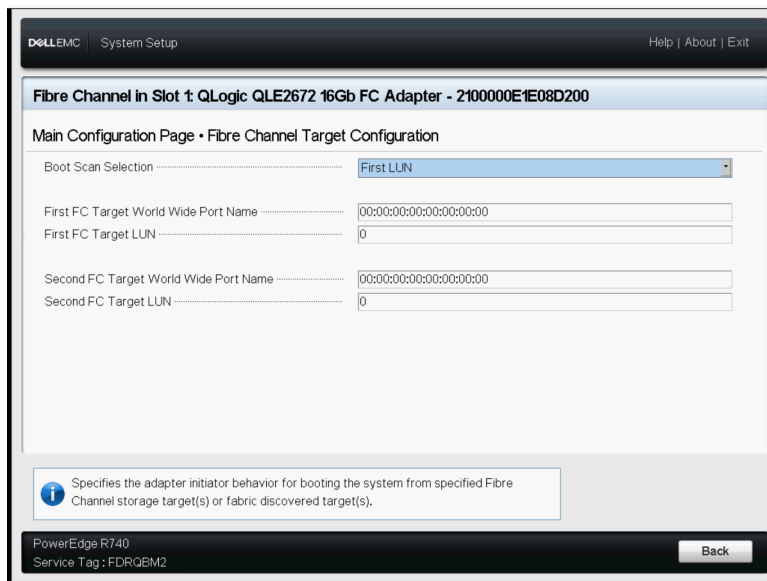 DELLEMC System Setup
Help | About | Exit
Fibre Channel in Slot 1: QLogic QLE2672 16Gb FC Adapter - 2100000E1E08D200
Main Configuration Page • Fibre Channel Target Configuration
Boot Scan Selection First LUN
First FC Target World Wide Port Name 00:00:00:00:00:00:00:00
First FC Target LUN 0
Second FC Target World Wide Port Name 00:00:00:00:00:00:00:00
Second FC Target LUN 0
Specifies the adapter initiator behavior for booting the system from specified Fibre
Channel storage target(s) or fabric discovered target(s).
PowerEdge R740
Service Tag : FDRQBM2
Back